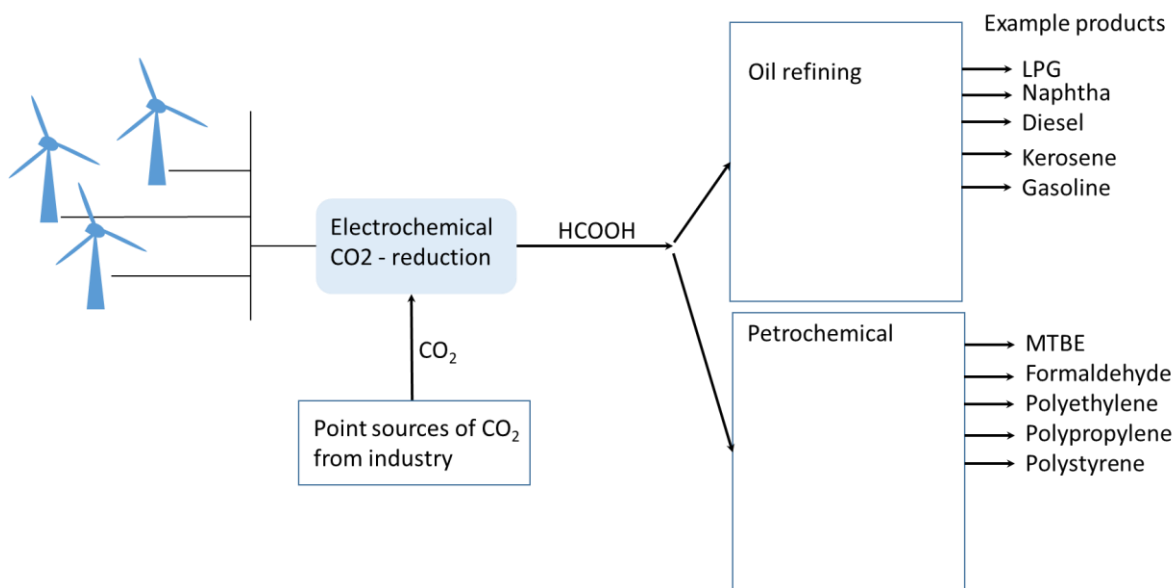 Example products
Oil refining
LPG
Naphtha
Diesel
Kerosene
Gasoline
Electrochemical
CO2 - reduction
HCOOH
CO₂
Point sources of CO₂
from industry
Petrochemical
MTBE
Formaldehyde
Polyethylene
Polypropylene
Polystyrene